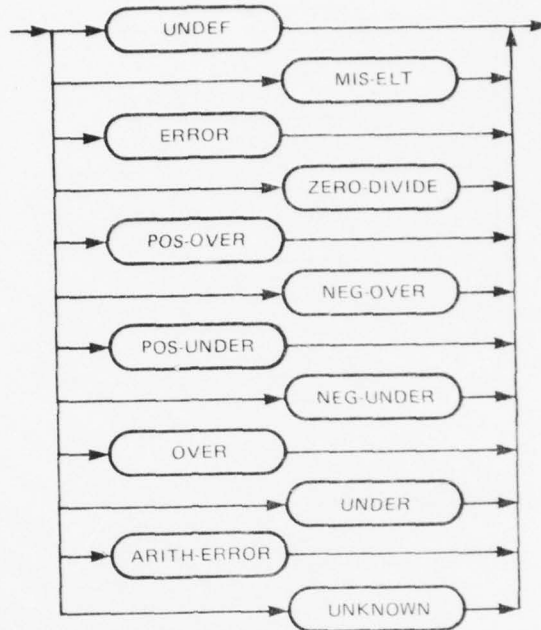 UNDEF
MIS-ELT
ERROR
ZERO-DIVIDE
POS-OVER
NEG-OVER
POS-UNDER
NEG-UNDER
OVER
UNDER
ARITH-ERROR
UNKNOWN